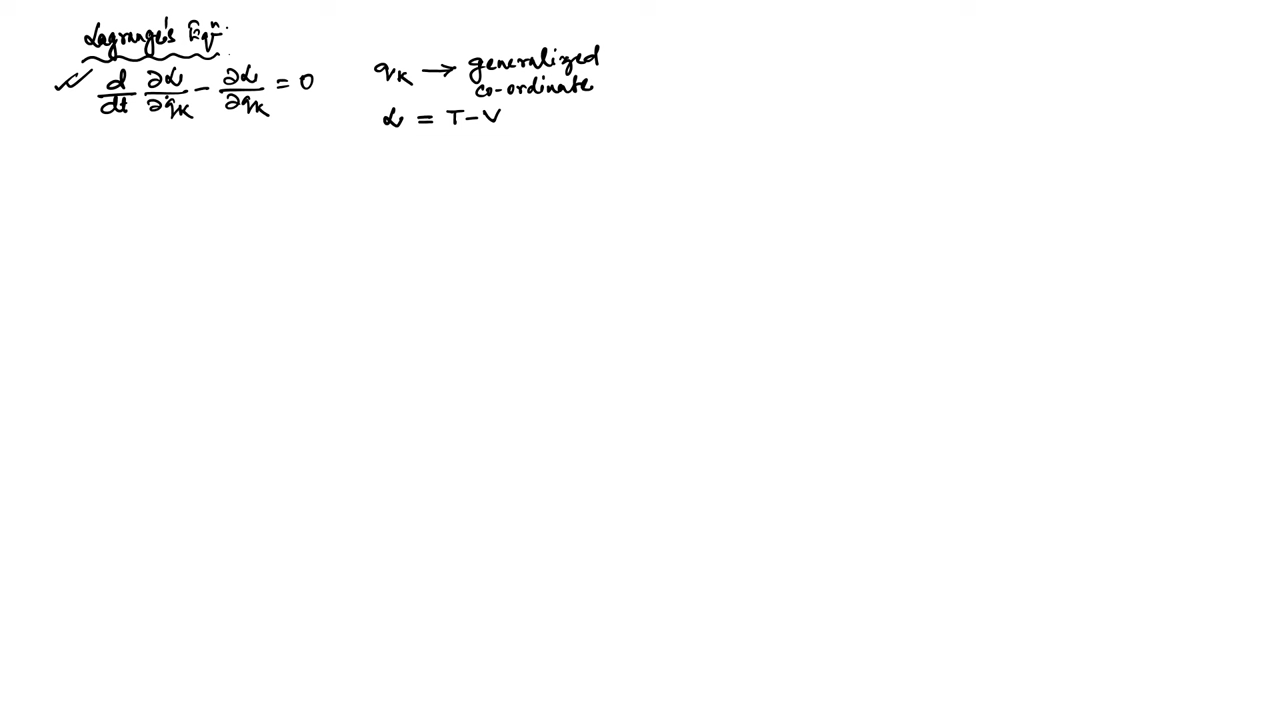 Lagrange's Eqⁿ.
d/dt ∂L/∂q̇ₖ − ∂L/∂qₖ = 0
qₖ → generalized
co-ordinate
L = T − V